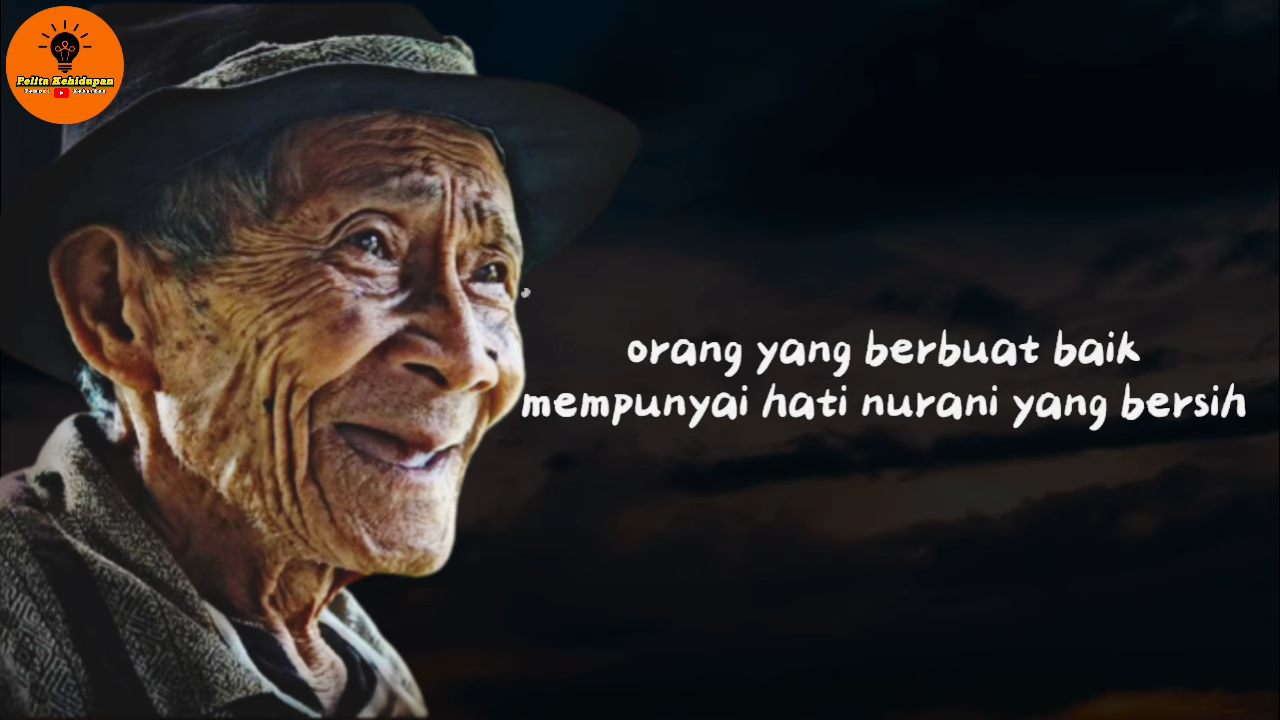 Pelita Kehidupan
orang yang berbuat baik
mempunyai hati nurani yang bersih